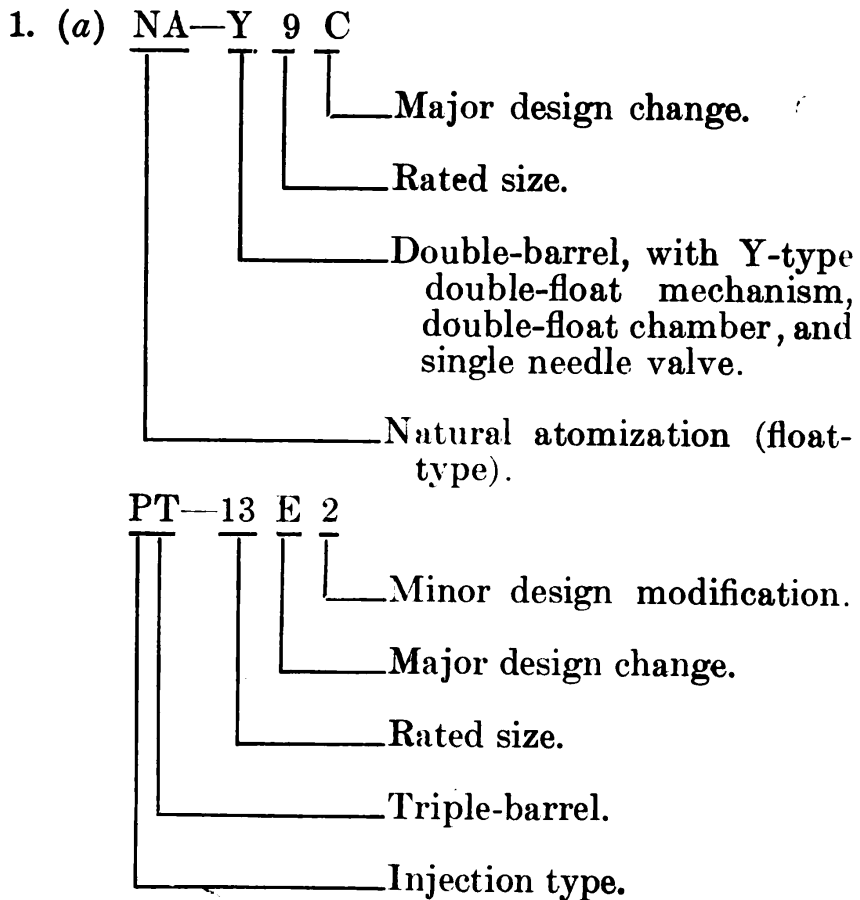 1. (a) NA—Y 9 C
Major design change.
Rated size.
Double-barrel, with Y-type
double-float mechanism,
double-float chamber, and
single needle valve.
Natural atomization (float-
type).
PT—13 E 2
Minor design modification.
Major design change.
Rated size.
Triple-barrel.
Injection type.